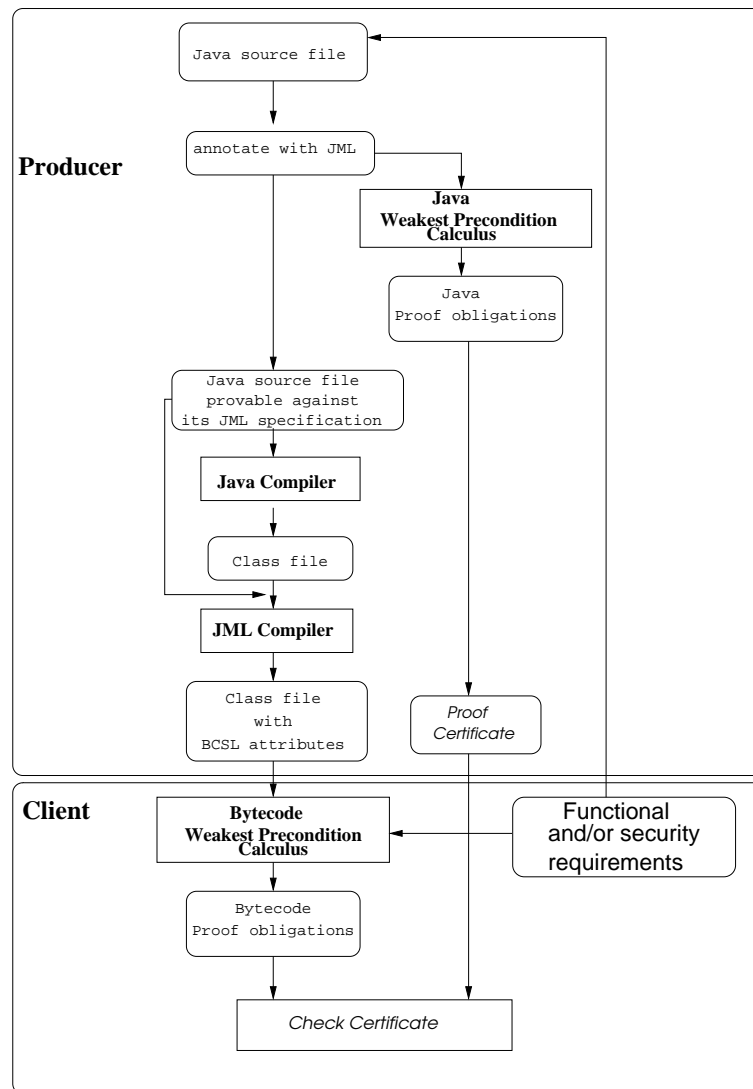 Java source file
annotate with JML
Producer
Java
Weakest Precondition
Calculus
Java
Proof obligations
Java source file
provable against
its JML specification
Java Compiler
Class file
JML Compiler
Class file
with
BCSL attributes
Proof
Certificate
Client
Bytecode
Weakest Precondition
Calculus
Functional
and/or security
requirements
Bytecode
Proof obligations
Check Certificate